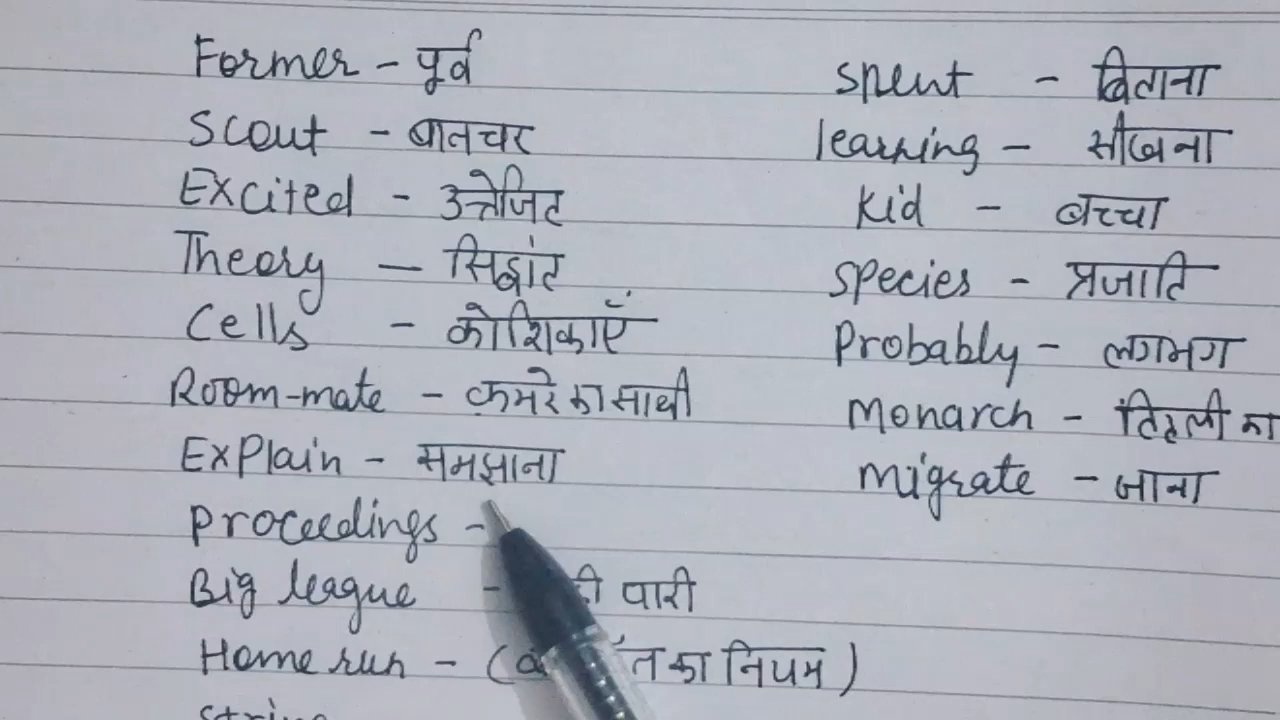 Former - पूर्व
Scout - बालचर
Excited - उत्तेजित
Theory - सिद्धांत
Cells - कोशिकाएँ
Room-mate - कमरे का साथी
Explain - समझाना
Proceedings -
Big league - पारी
Home run - ( का नियम )
String
Spent - बिताना
learning - सीखना
Kid - बच्चा
Species - प्रजाति
Probably - लगभग
Monarch - तितली का
Migrate - जाना